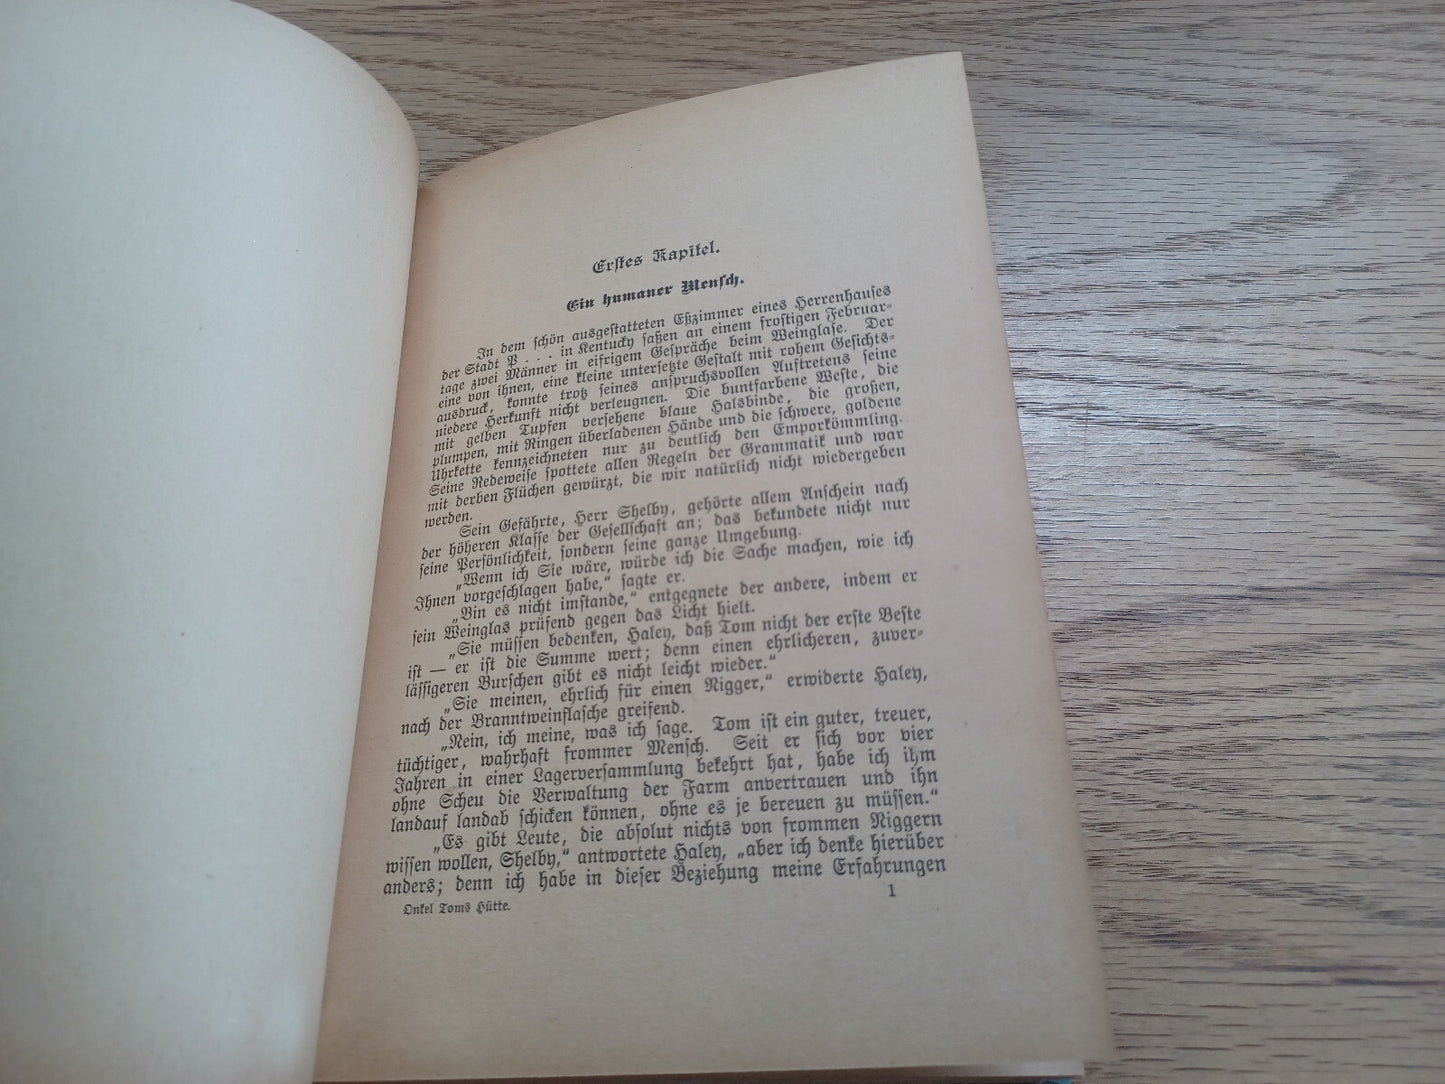 Erstes Kapitel.
Ein humaner Mensch.
In dem schön ausgestatteten Eßzimmer eines Herrenhauses
der Stadt P . . . in Kentucky saßen an einem frostigen Februar-
tage zwei Männer in eifrigem Gespräche beim Weinglase. Der
eine von ihnen, eine kleine untersetzte Gestalt mit rohem Gesichts-
ausdruck, konnte trotz seines anspruchsvollen Auftretens seine
niedere Herkunft nicht verleugnen. Die buntfarbene Weste, die
mit gelben Tupfen versehene blaue Halsbinde, die großen,
plumpen, mit Ringen überladenen Hände und die schwere, goldene
Uhrkette kennzeichneten nur zu deutlich den Emporkömmling.
Seine Redeweise spottete allen Regeln der Grammatik und war
mit derben Flüchen gewürzt, die wir natürlich nicht wiedergeben
werden.
Sein Gefährte, Herr Shelby, gehörte allem Anschein nach
der höheren Klasse der Gesellschaft an; das bekundete nicht nur
seine Persönlichkeit, sondern seine ganze Umgebung.
„Wenn ich Sie wäre, würde ich die Sache machen, wie ich
Ihnen vorgeschlagen habe,“ sagte er.
„Bin es nicht imstande,“ entgegnete der andere, indem er
sein Weinglas prüfend gegen das Licht hielt.
„Sie müssen bedenken, Haley, daß Tom nicht der erste Beste
ist — er ist die Summe wert; denn einen ehrlicheren, zuver-
lässigeren Burschen gibt es nicht leicht wieder.“
„Sie meinen, ehrlich für einen Nigger,“ erwiderte Haley,
nach der Branntweinflasche greifend.
„Nein, ich meine, was ich sage. Tom ist ein guter, treuer,
tüchtiger, wahrhaft frommer Mensch. Seit er sich vor vier
Jahren in einer Lagerversammlung bekehrt hat, habe ich ihm
ohne Scheu die Verwaltung der Farm anvertrauen und ihn
landauf landab schicken können, ohne es je bereuen zu müssen.“
„Es gibt Leute, die absolut nichts von frommen Niggern
wissen wollen, Shelby,“ antwortete Haley, „aber ich denke hierüber
anders; denn ich habe in dieser Beziehung meine Erfahrungen
Onkel Toms Hütte.
1